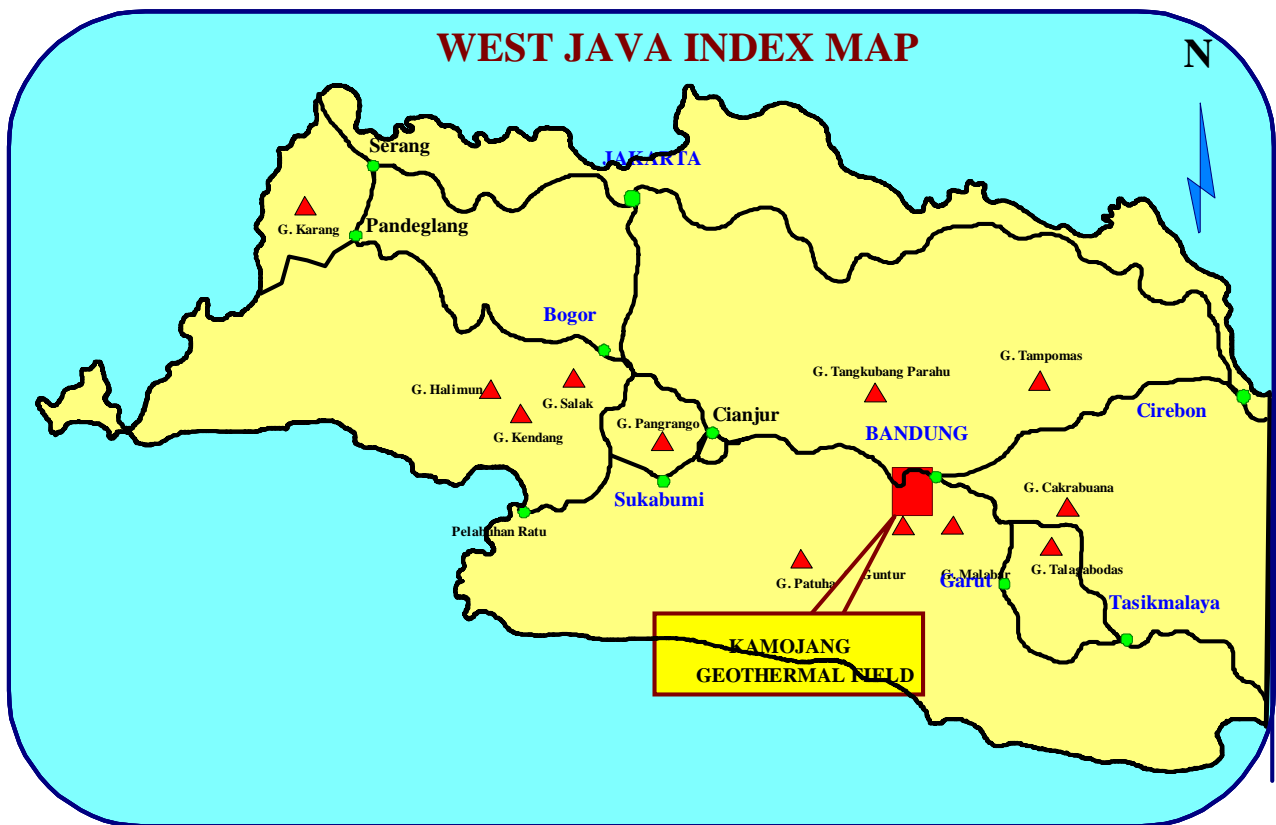 WEST JAVA INDEX MAP
N
Serang
JAKARTA
G. Karang
Pandeglang
Bogor
G. Tampomas
G. Tangkubang Parahu
G. Halimun
G. Salak
Cirebon
G. Kendang
G. Pangrango
Cianjur
BANDUNG
G. Cakrabuana
Sukabumi
Pelabuhan Ratu
G. Patuha
Guntur
G. Malabar
Garut
G. Talagabodas
Tasikmalaya
KAMOJANG
GEOTHERMAL FIELD